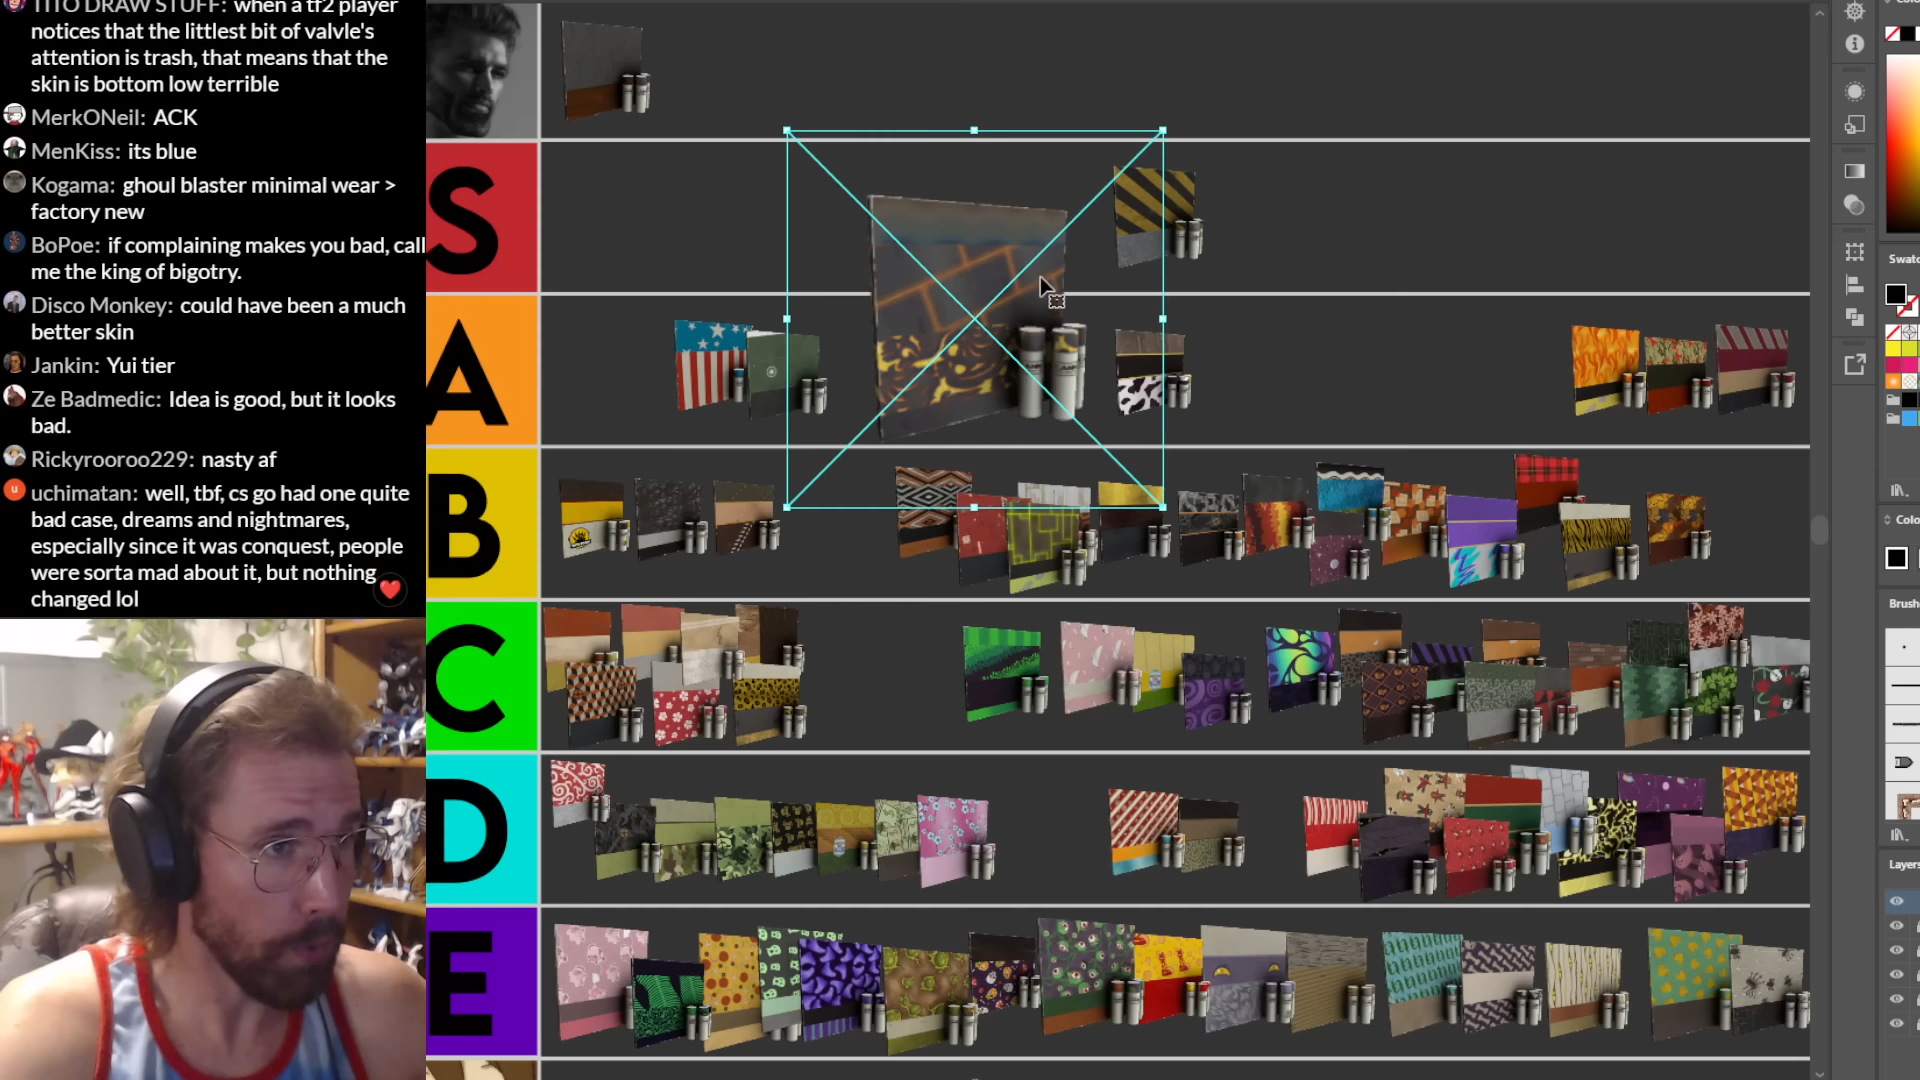 TITO DRAW STUFF: when a tf2 player
notices that the littlest bit of valvle's
attention is trash, that means that the
skin is bottom low terrible
MerkONeil: ACK
MenKiss: its blue
Kogama: ghoul blaster minimal wear >
factory new
BoPoe: if complaining makes you bad, call
me the king of bigotry.
Disco Monkey: could have been a much
better skin
Jankin: Yui tier
Ze Badmedic: Idea is good, but it looks
bad.
Rickyrooroo229: nasty af
u uchimatan: well, tbf, cs go had one quite
bad case, dreams and nightmares,
especially since it was conquest, people
were sorta mad about it, but nothing
changed lol
S
A
B
C
D
E
Swatc
Colo
Brushe
Layers